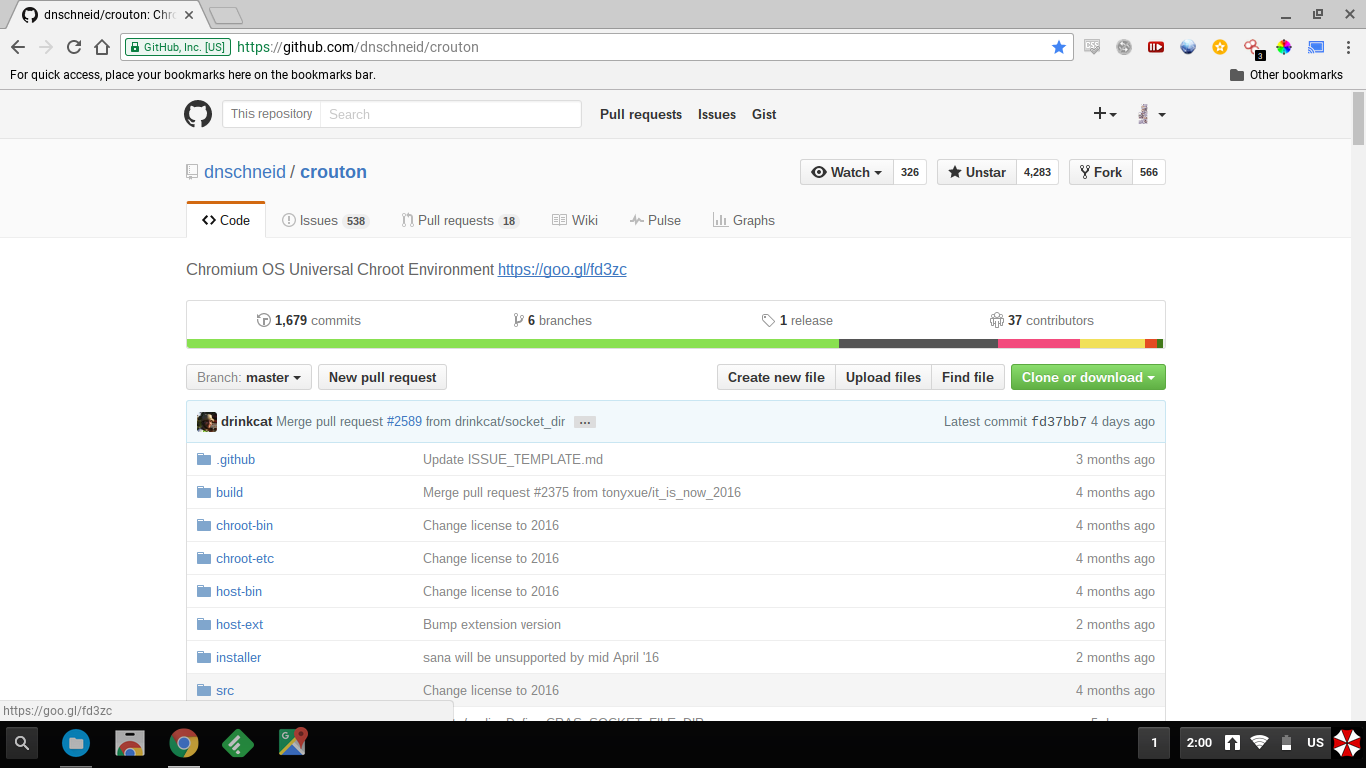 dnschneid/crouton: Chr
GitHub, Inc. [US] https://github.com/dnschneid/crouton
3
For quick access, place your bookmarks here on the bookmarks bar. Other bookmarks
This repository Search Pull requests Issues Gist
dnschneid / crouton Watch 326 Unstar 4,283 Fork 566
Code Issues 538 Pull requests 18 Wiki Pulse Graphs
Chromium OS Universal Chroot Environment https://goo.gl/fd3zc
1,679 commits 6 branches 1 release 37 contributors
Branch: master New pull request Create new file Upload files Find file Clone or download
drinkcat Merge pull request #2589 from drinkcat/socket_dir … Latest commit fd37bb7 4 days ago
.github Update ISSUE_TEMPLATE.md 3 months ago
build Merge pull request #2375 from tonyxue/it_is_now_2016 4 months ago
chroot-bin Change license to 2016 4 months ago
chroot-etc Change license to 2016 4 months ago
host-bin Change license to 2016 4 months ago
host-ext Bump extension version 2 months ago
installer sana will be unsupported by mid April '16 2 months ago
src Change license to 2016 4 months ago
https://goo.gl/fd3zc
1 2:00 US